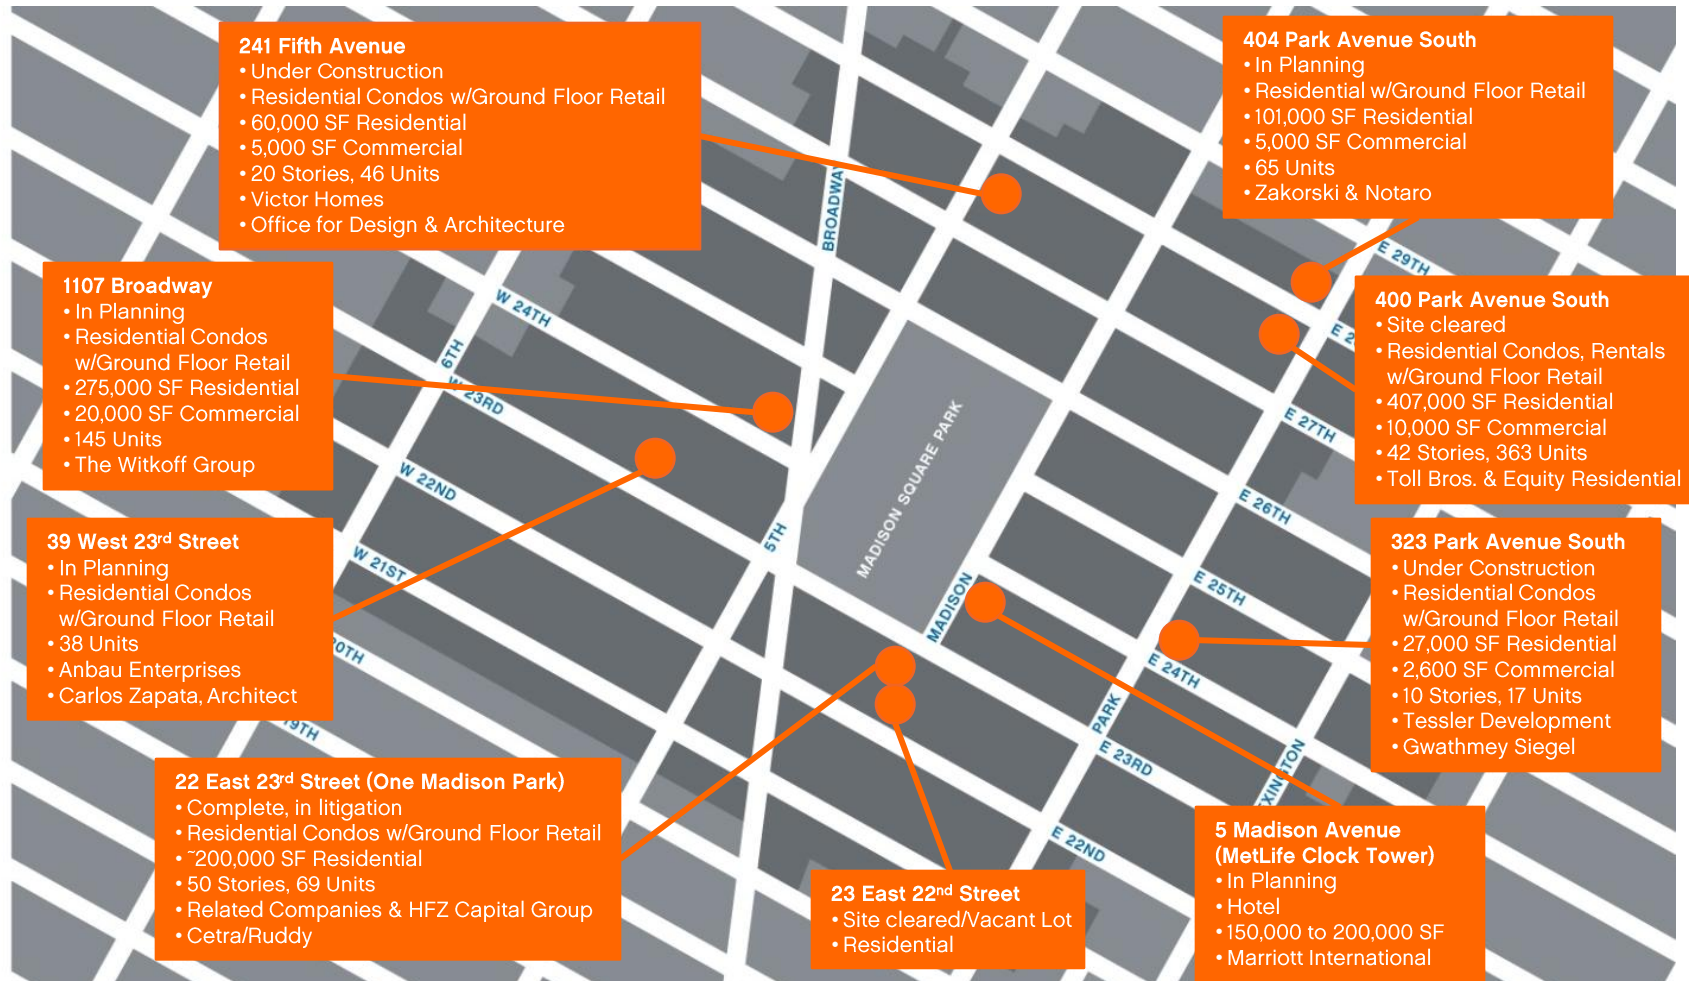 241 Fifth Avenue
• Under Construction
• Residential Condos w/Ground Floor Retail
• 60,000 SF Residential
• 5,000 SF Commercial
• 20 Stories, 46 Units
• Victor Homes
• Office for Design & Architecture
404 Park Avenue South
• In Planning
• Residential w/Ground Floor Retail
• 101,000 SF Residential
• 5,000 SF Commercial
• 65 Units
• Zakorski & Notaro
1107 Broadway
• In Planning
• Residential Condos
w/Ground Floor Retail
• 275,000 SF Residential
• 20,000 SF Commercial
• 145 Units
• The Witkoff Group
400 Park Avenue South
• Site cleared
• Residential Condos, Rentals
w/Ground Floor Retail
• 407,000 SF Residential
• 10,000 SF Commercial
• 42 Stories, 363 Units
• Toll Bros. & Equity Residential
39 West 23rd Street
• In Planning
• Residential Condos
w/Ground Floor Retail
• 38 Units
• Anbau Enterprises
• Carlos Zapata, Architect
323 Park Avenue South
• Under Construction
• Residential Condos
w/Ground Floor Retail
• 27,000 SF Residential
• 2,600 SF Commercial
• 10 Stories, 17 Units
• Tessler Development
• Gwathmey Siegel
22 East 23rd Street (One Madison Park)
• Complete, in litigation
• Residential Condos w/Ground Floor Retail
• ~200,000 SF Residential
• 50 Stories, 69 Units
• Related Companies & HFZ Capital Group
• Cetra/Ruddy
23 East 22nd Street
• Site cleared/Vacant Lot
• Residential
5 Madison Avenue
(MetLife Clock Tower)
• In Planning
• Hotel
• 150,000 to 200,000 SF
• Marriott International
BROADWAY
W 24TH
6TH
W 23RD
W 22ND
W 21ST
20TH
19TH
5TH
MADISON SQUARE PARK
MADISON
PARK
EXINGTON
E 29TH
E 2
E 27TH
E 26TH
E 25TH
E 24TH
E 23RD
E 22ND